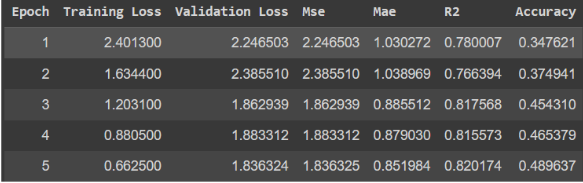 Epoch Training Loss Validation Loss Mse Mae R2 Accuracy
1 2.401300 2.246503 2.246503 1.030272 0.780007 0.347621
2 1.634400 2.385510 2.385510 1.038969 0.766394 0.374941
3 1.203100 1.862939 1.862939 0.885512 0.817568 0.454310
4 0.880500 1.883312 1.883312 0.879030 0.815573 0.465379
5 0.662500 1.836324 1.836325 0.851984 0.820174 0.489637